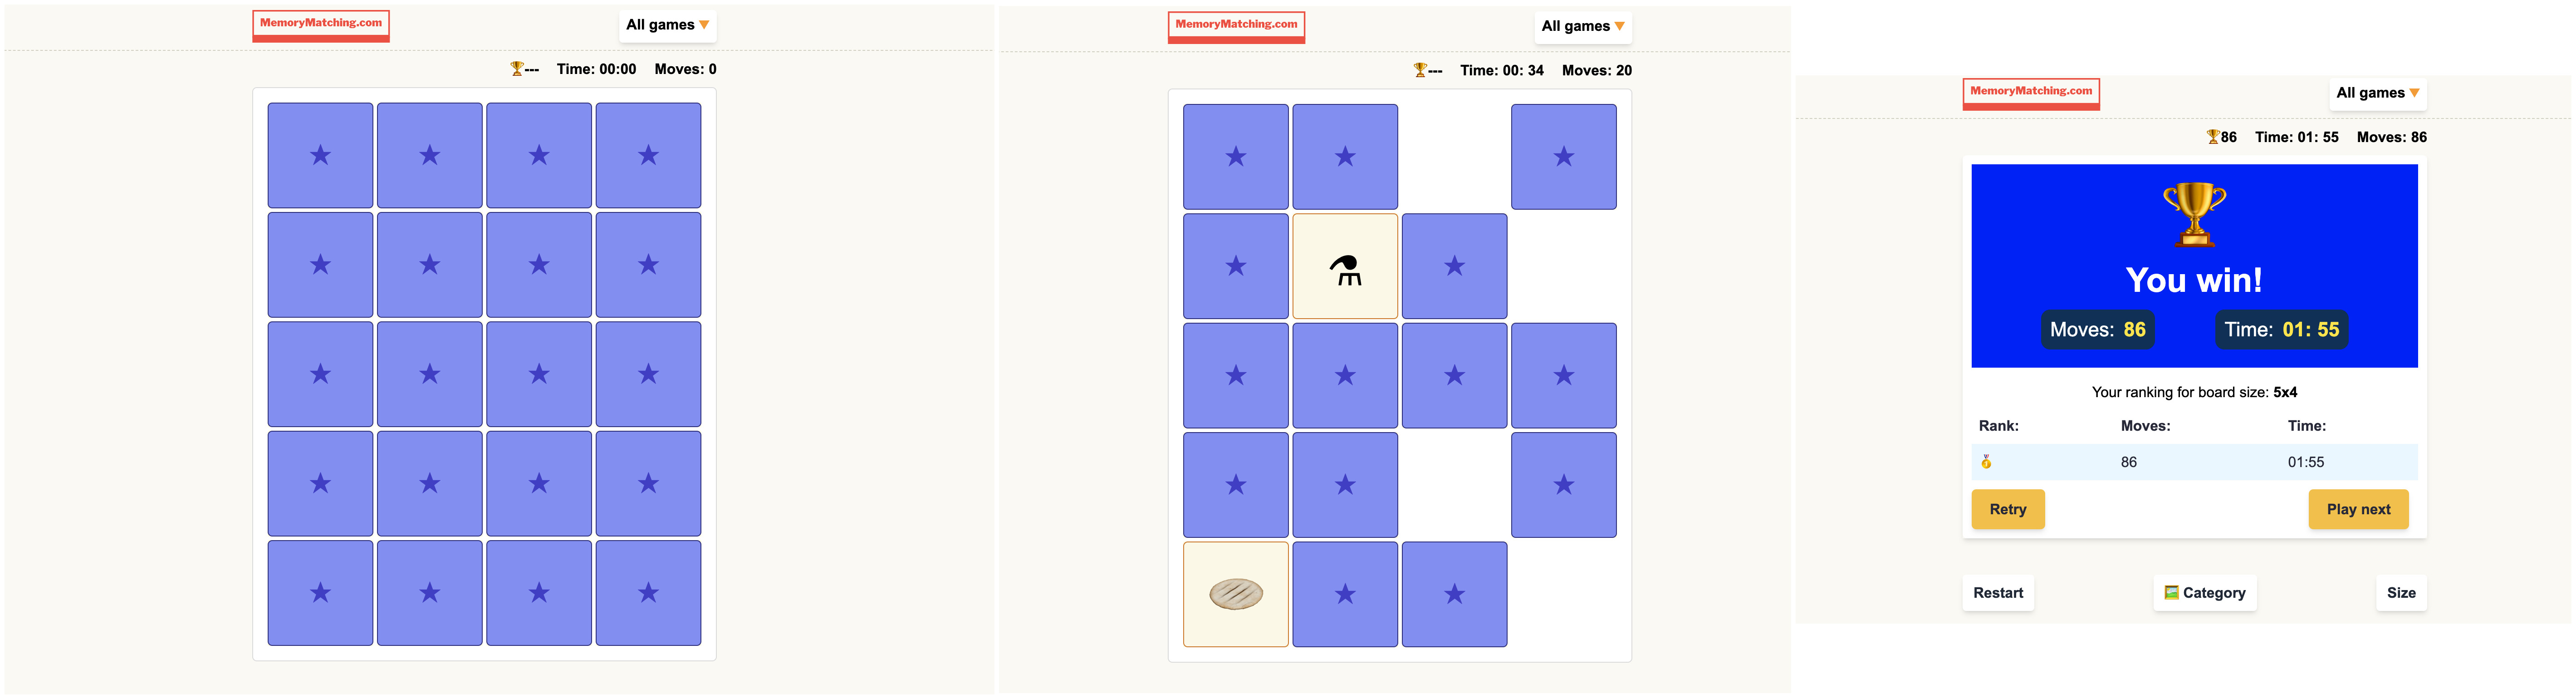 MemoryMatching.com
All games ▼
🏆--- Time: 00:00 Moves: 0
MemoryMatching.com
All games ▼
🏆--- Time: 00: 34 Moves: 20
MemoryMatching.com
All games ▼
🏆86 Time: 01: 55 Moves: 86
You win!
Moves: 86 Time: 01: 55
Your ranking for board size: 5x4
Rank: Moves: Time:
🥇 86 01:55
Retry Play next
Restart 🖼️ Category Size